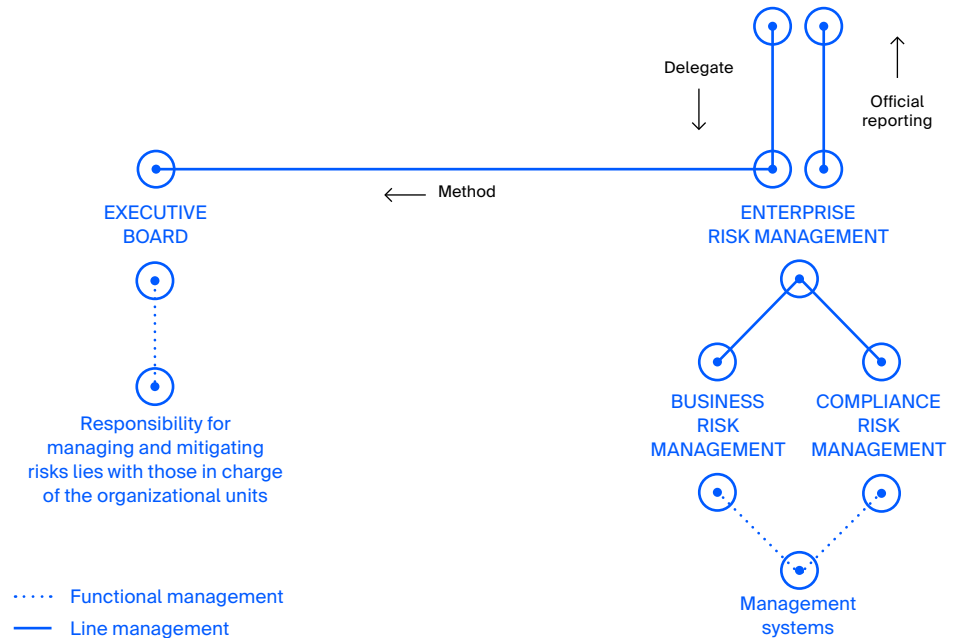 Delegate
Official
reporting
Method
EXECUTIVE
BOARD
ENTERPRISE
RISK MANAGEMENT
BUSINESS
RISK
MANAGEMENT
COMPLIANCE
RISK
MANAGEMENT
Responsibility for
managing and mitigating
risks lies with those in charge
of the organizational units
Management
systems
Functional management
Line management